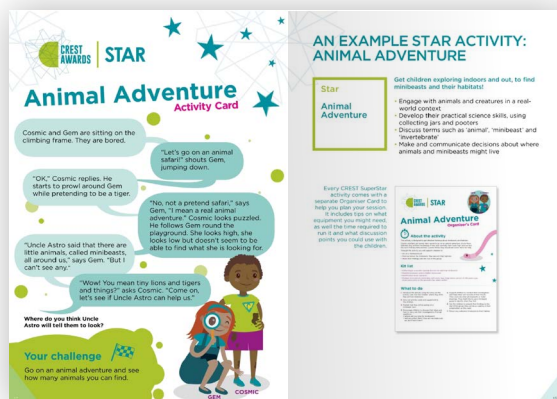 CREST
AWARDS
STAR
Animal Adventure
Activity Card
Cosmic and Gem are sitting on the
climbing frame. They are bored.
"Let's go on an animal
safari!" shouts Gem,
jumping down.
"OK," Cosmic replies. He
starts to prowl around Gem
while pretending to be a tiger.
"No, not a pretend safari," says
Gem, "I mean a real animal
adventure." Cosmic looks puzzled.
He follows Gem round the
playground. She looks high, she
looks low but doesn't seem to be
able to find what she is looking for.
"Uncle Astro said that there are
little animals, called minibeasts,
all around us," says Gem. "But I
can't see any."
"Wow! You mean tiny lions and tigers
and things?" asks Cosmic. "Come on,
let's see if Uncle Astro can help us."
Where do you think Uncle
Astro will tell them to look?
Your challenge
Go on an animal adventure and see
how many animals you can find.
GEM
COSMIC
AN EXAMPLE STAR ACTIVITY:
ANIMAL ADVENTURE
Star
Animal
Adventure
Get children exploring indoors and out, to find
minibeasts and their habitats!
• Engage with animals and creatures in a real-
world context
• Develop their practical science skills, using
collecting jars and pooters
• Discuss terms such as 'animal', 'minibeast' and
'invertebrate'
• Make and communicate decisions about where
animals and minibeasts might live
Every CREST SuperStar
activity comes with a
separate Organiser Card to
help you plan your session.
It includes tips on what
equipment you might need,
as well the time required to
run it and what discussion
points you could use with
the children.
CREST
AWARDS
STAR
Animal Adventure
Organiser's Card
About the activity
Kit list
What to do